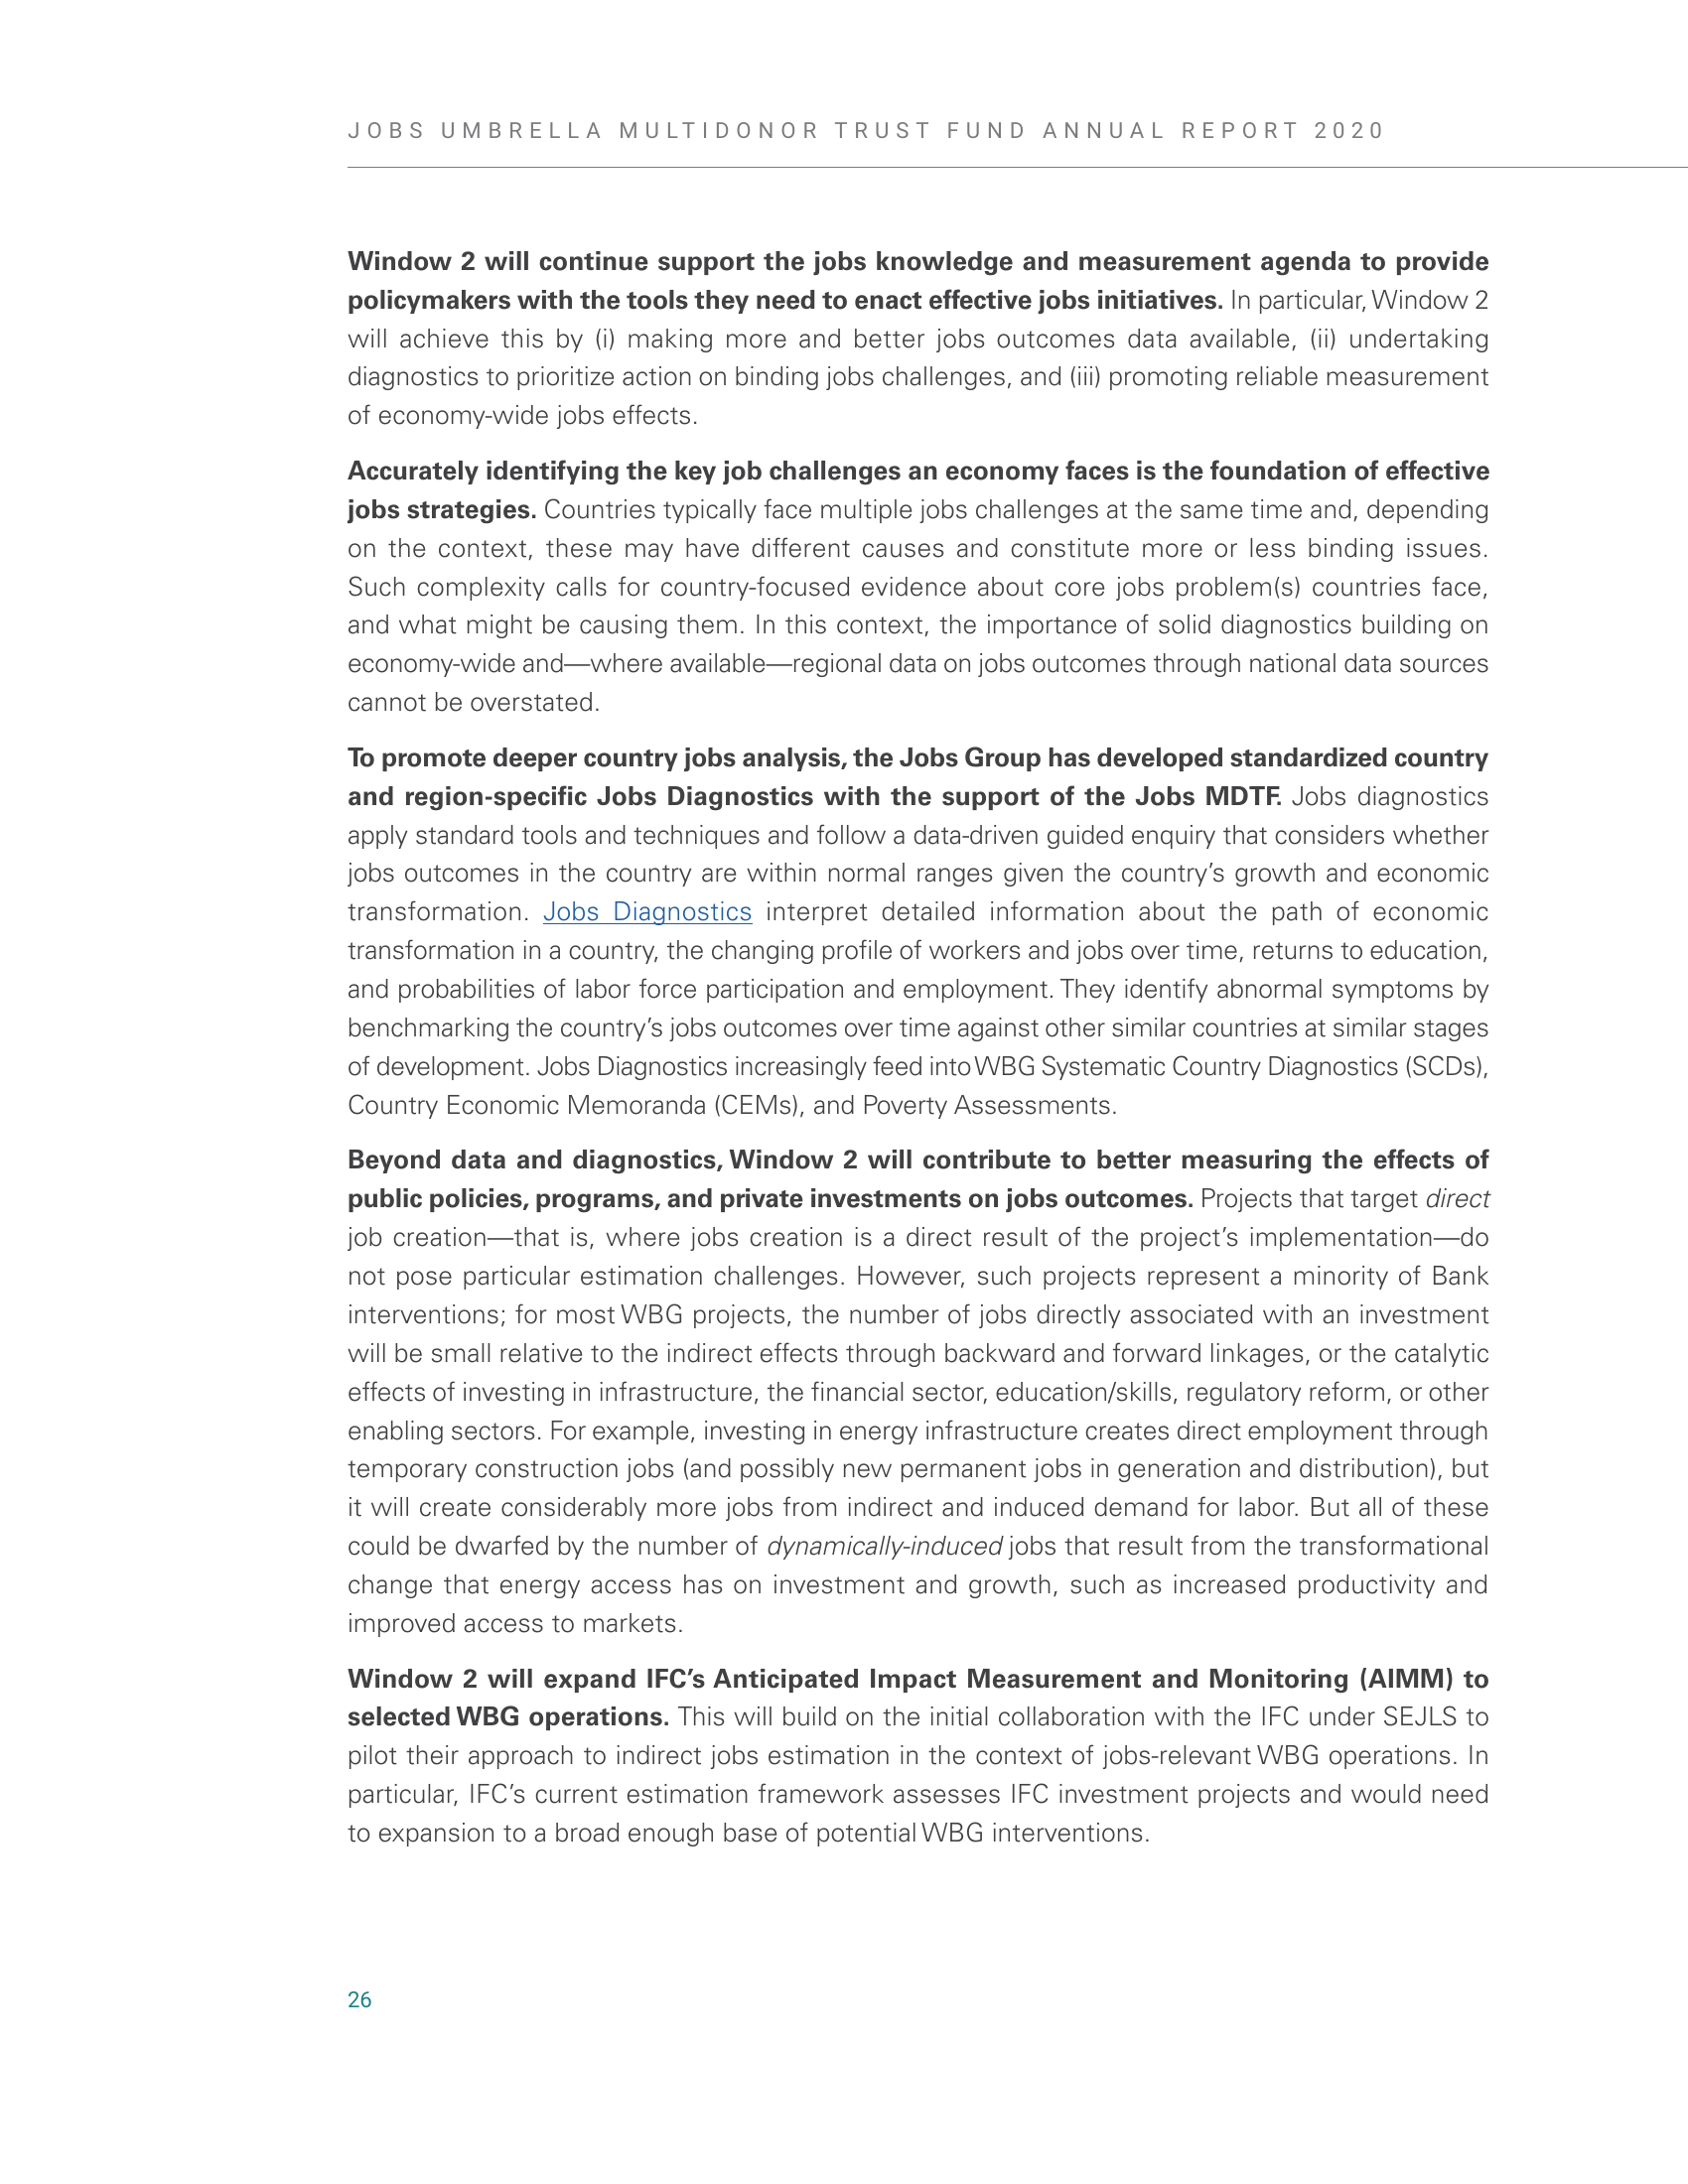 JOBS UMBRELLA MULTIDONOR TRUST FUND ANNUAL REPORT 2020
Window 2 will continue support the jobs knowledge and measurement agenda to provide
policymakers with the tools they need to enact effective jobs initiatives. In particular, Window 2
will achieve this by (i) making more and better jobs outcomes data available, (ii) undertaking
diagnostics to prioritize action on binding jobs challenges, and (iii) promoting reliable measurement
of economy-wide jobs effects.
Accurately identifying the key job challenges an economy faces is the foundation of effective
jobs strategies. Countries typically face multiple jobs challenges at the same time and, depending
on the context, these may have different causes and constitute more or less binding issues.
Such complexity calls for country-focused evidence about core jobs problem(s) countries face,
and what might be causing them. In this context, the importance of solid diagnostics building on
economy-wide and—where available—regional data on jobs outcomes through national data sources
cannot be overstated.
To promote deeper country jobs analysis, the Jobs Group has developed standardized country
and region-specific Jobs Diagnostics with the support of the Jobs MDTF. Jobs diagnostics
apply standard tools and techniques and follow a data-driven guided enquiry that considers whether
jobs outcomes in the country are within normal ranges given the country’s growth and economic
transformation. Jobs Diagnostics interpret detailed information about the path of economic
transformation in a country, the changing profile of workers and jobs over time, returns to education,
and probabilities of labor force participation and employment. They identify abnormal symptoms by
benchmarking the country’s jobs outcomes over time against other similar countries at similar stages
of development. Jobs Diagnostics increasingly feed into WBG Systematic Country Diagnostics (SCDs),
Country Economic Memoranda (CEMs), and Poverty Assessments.
Beyond data and diagnostics, Window 2 will contribute to better measuring the effects of
public policies, programs, and private investments on jobs outcomes. Projects that target direct
job creation—that is, where jobs creation is a direct result of the project’s implementation—do
not pose particular estimation challenges. However, such projects represent a minority of Bank
interventions; for most WBG projects, the number of jobs directly associated with an investment
will be small relative to the indirect effects through backward and forward linkages, or the catalytic
effects of investing in infrastructure, the financial sector, education/skills, regulatory reform, or other
enabling sectors. For example, investing in energy infrastructure creates direct employment through
temporary construction jobs (and possibly new permanent jobs in generation and distribution), but
it will create considerably more jobs from indirect and induced demand for labor. But all of these
could be dwarfed by the number of dynamically-induced jobs that result from the transformational
change that energy access has on investment and growth, such as increased productivity and
improved access to markets.
Window 2 will expand IFC’s Anticipated Impact Measurement and Monitoring (AIMM) to
selected WBG operations. This will build on the initial collaboration with the IFC under SEJLS to
pilot their approach to indirect jobs estimation in the context of jobs-relevant WBG operations. In
particular, IFC’s current estimation framework assesses IFC investment projects and would need
to expansion to a broad enough base of potential WBG interventions.
26